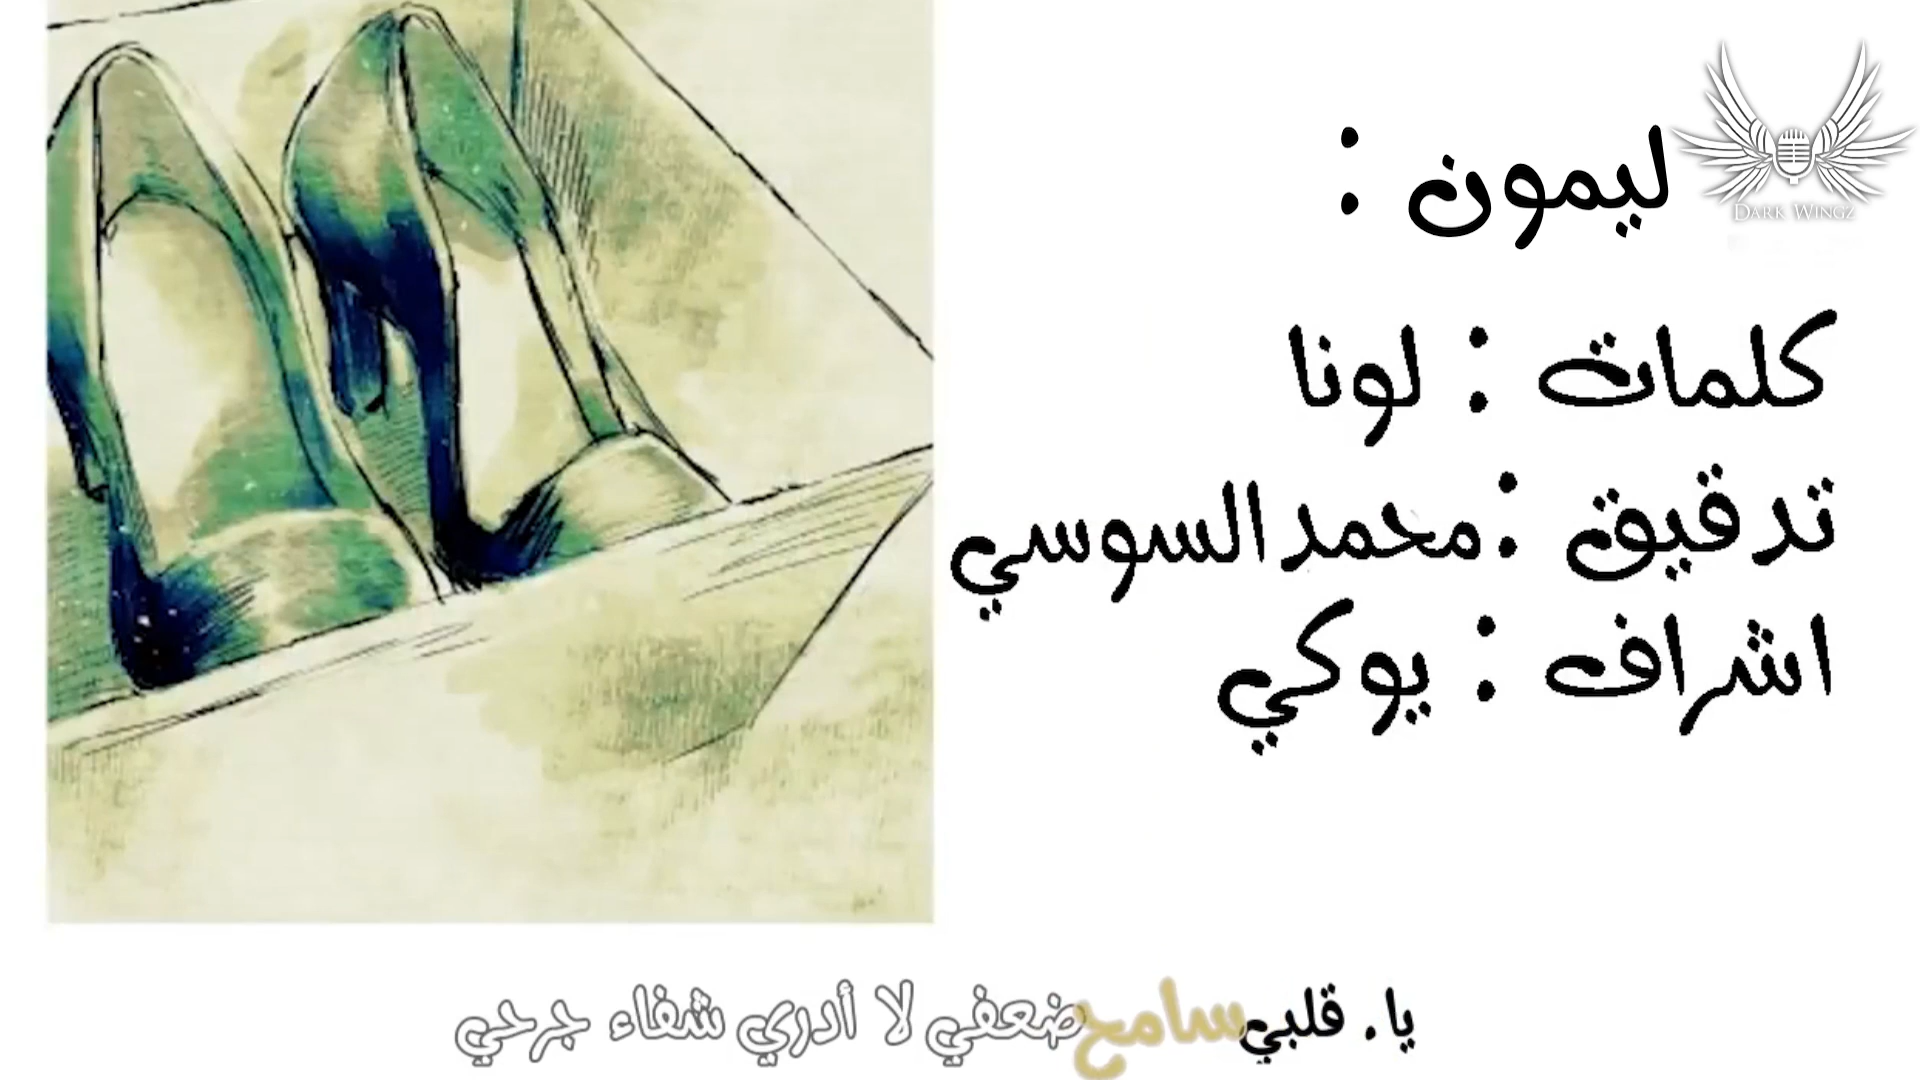 ليمون :
DARK WINGZ
كلمات : لونا
تدقيق : محمد السوسي
اشراف : يوكي
يا. قلبي سامح ضعفي لا أدري شفاء جرحي